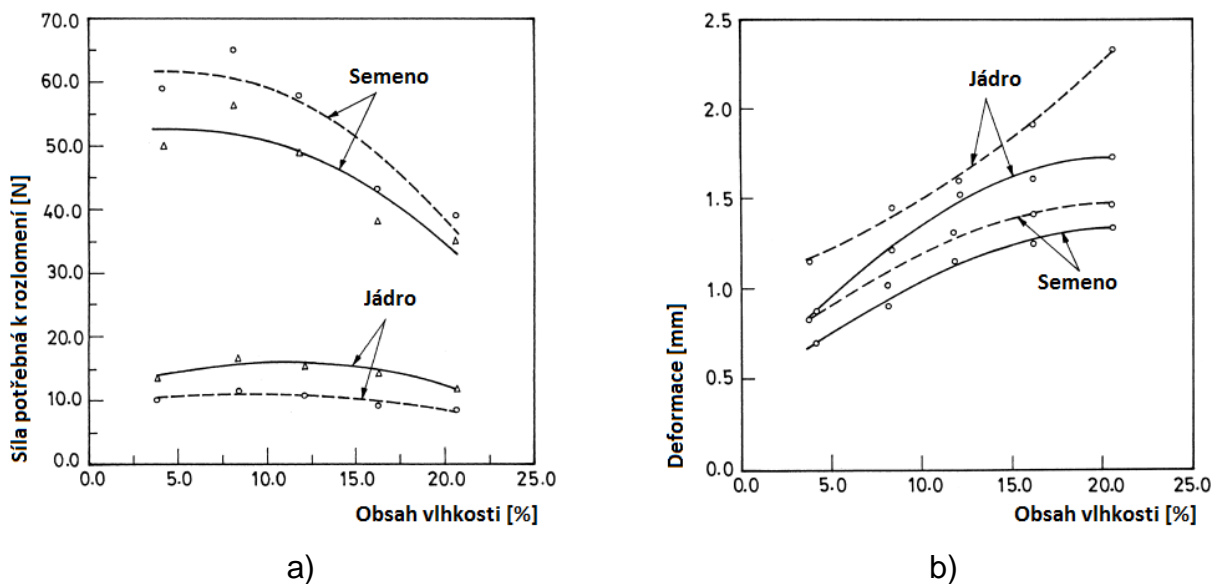 70.0
60.0
50.0
40.0
30.0
20.0
10.0
0.0
0.0 5.0 10.0 15.0 20.0 25.0
Síla potřebná k rozlomení [N]
Obsah vlhkosti [%]
Semeno
Jádro
a)
2.5
2.0
1.5
1.0
0.5
0.0
0.0 5.0 10.0 15.0 20.0 25.0
Deformace [mm]
Obsah vlhkosti [%]
Jádro
Semeno
b)